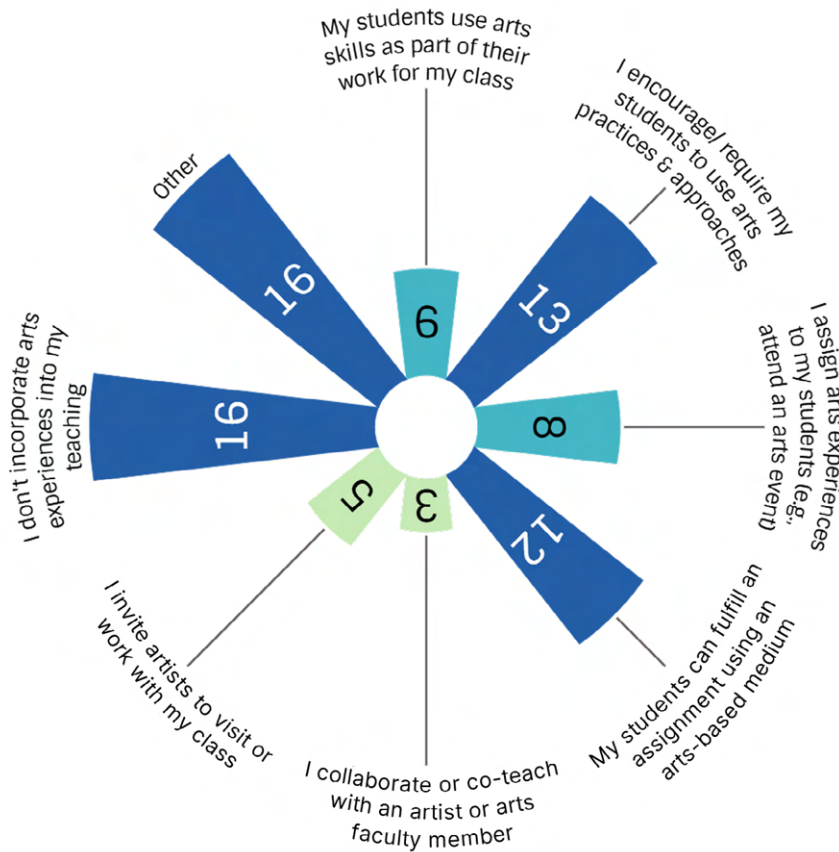 My students use arts
skills as part of their
work for my class
6
I encourage/ require my
students to use arts
practices & approaches
13
I assign arts experiences
to my students (e.g.,
attend an arts event)
8
My students can fulfill an
assignment using an
arts-based medium
12
I collaborate or co-teach
with an artist or arts
faculty member
3
I invite artists to visit or
work with my class
5
I don't incorporate arts
experiences into my
teaching
16
Other
16